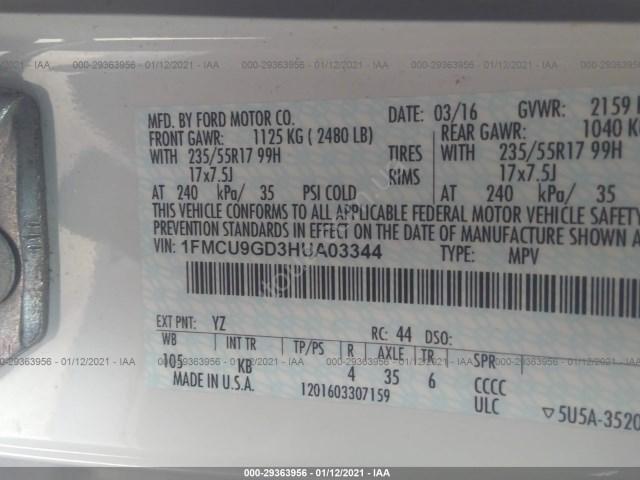 000-29363956 - 01/12/2021 - IAA
MFD. BY FORD MOTOR CO. DATE: 03/16 GVWR: 2159
FRONT GAWR: 1125 KG ( 2480 LB) REAR GAWR: 1040
WITH 235/55R17 99H TIRES WITH 235/55R17 99H
17x7.5J RIMS 17x7.5J
AT 240 kPa/ 35 PSI COLD AT 240 kPa/ 35
THIS VEHICLE CONFORMS TO ALL APPLICABLE FEDERAL MOTOR VEHICLE SAFETY
PREVENTION STANDARDS IN EFFECT ON THE DATE OF MANUFACTURE SHOWN
VIN: 1FMCU9GD3HUA03344 TYPE: MPV
EXT PNT: YZ RC: 44 DSO:
WB INT TR TP/PS R AXLE TR SPR
105 KB 4 35 6 CCCC
MADE IN U.S.A. 1201603307159 ULC ▽5U5A-3520
000-29363956 - 01/12/2021 - IAA